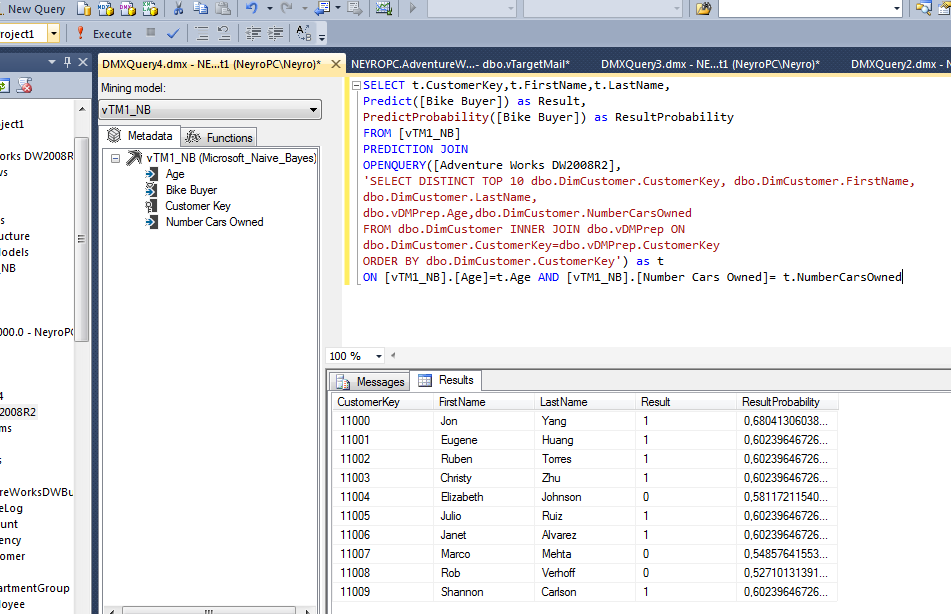 New Query
roject1
Execute
DMXQuery4.dmx - NE...t1 (NeyroPC\Neyro)*
NEYROPC.AdventureW...- dbo.vTargetMail*
DMXQuery3.dmx - NE...t1 (NeyroPC\Neyro)*
DMXQuery2.dmx - N
Mining model:
vTM1_NB
Metadata
Functions
vTM1_NB (Microsoft_Naive_Bayes)
Age
Bike Buyer
Customer Key
Number Cars Owned
ject1
orks DW2008R
ws
s
ucture
odels
_NB
000.0 - NeyroPC
4
2008R2
ms
s
reWorksDWBu
eLog
unt
ency
omer
artmentGroup
loyee
SELECT t.CustomerKey,t.FirstName,t.LastName,
Predict([Bike Buyer]) as Result,
PredictProbability([Bike Buyer]) as ResultProbability
FROM [vTM1_NB]
PREDICTION JOIN
OPENQUERY([Adventure Works DW2008R2],
'SELECT DISTINCT TOP 10 dbo.DimCustomer.CustomerKey, dbo.DimCustomer.FirstName,
dbo.DimCustomer.LastName,
dbo.vDMPrep.Age,dbo.DimCustomer.NumberCarsOwned
FROM dbo.DimCustomer INNER JOIN dbo.vDMPrep ON
dbo.DimCustomer.CustomerKey=dbo.vDMPrep.CustomerKey
ORDER BY dbo.DimCustomer.CustomerKey') as t
ON [vTM1_NB].[Age]=t.Age AND [vTM1_NB].[Number Cars Owned]= t.NumberCarsOwned
100 %
Messages
Results
CustomerKey FirstName LastName Result ResultProbability
11000 Jon Yang 1 0,68041306038...
11001 Eugene Huang 1 0,60239646726...
11002 Ruben Torres 1 0,60239646726...
11003 Christy Zhu 1 0,60239646726...
11004 Elizabeth Johnson 0 0,58117211540...
11005 Julio Ruiz 1 0,60239646726...
11006 Janet Alvarez 1 0,60239646726...
11007 Marco Mehta 0 0,54857641553...
11008 Rob Verhoff 0 0,52710131391...
11009 Shannon Carlson 1 0,60239646726...